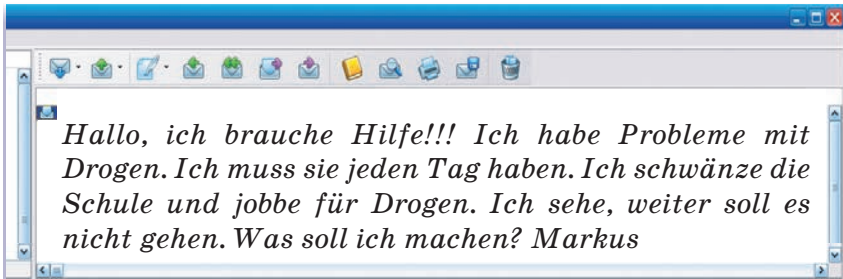 Hallo, ich brauche Hilfe!!! Ich habe Probleme mit
Drogen. Ich muss sie jeden Tag haben. Ich schwänze die
Schule und jobbe für Drogen. Ich sehe, weiter soll es
nicht gehen. Was soll ich machen? Markus